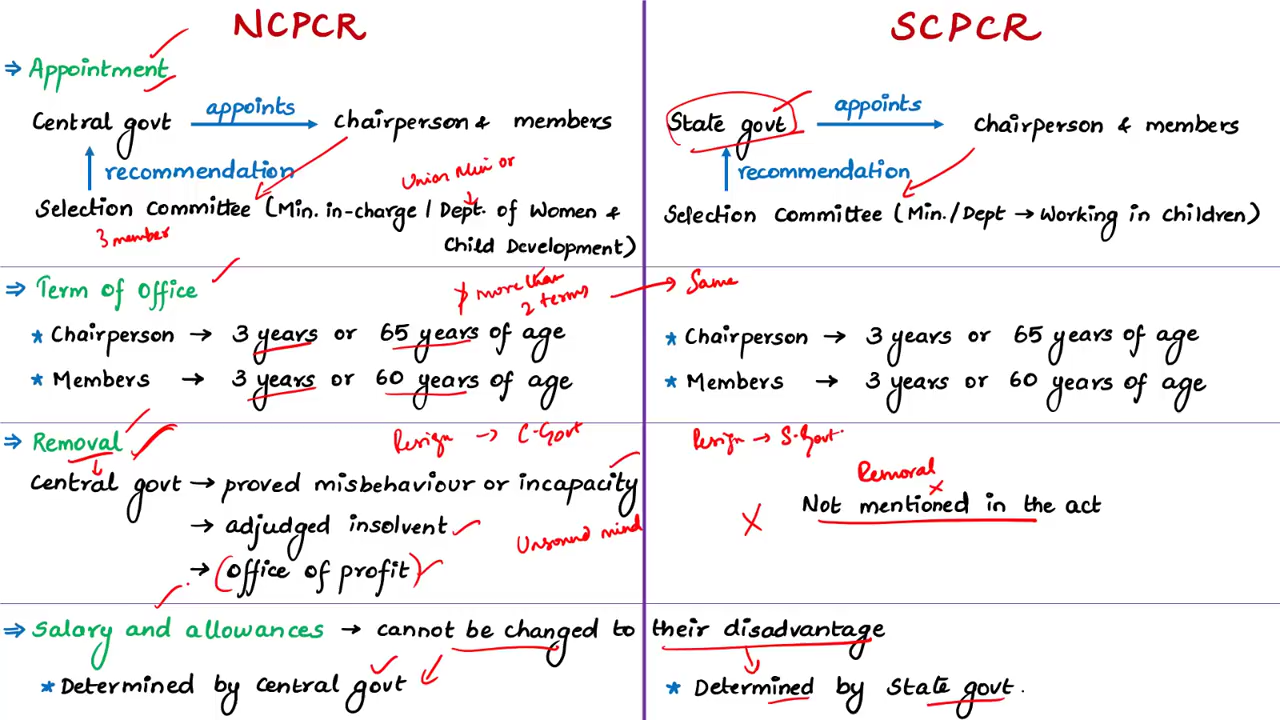 NCPCR
⇒ Appointment
Central govt appoints → chairperson & members
↑ recommendation
Union Min or
Selection Committee (Min. in-charge / Dept. of Women &
3 member
Child Development)
⇒ Term of office
✗ more than
2 terms → Same
* Chairperson → 3 years or 65 years of age
* Members → 3 years or 60 years of age
⇒ Removal
Resign → C-Govt
Central govt → proved misbehaviour or incapacity
→ adjudged insolvent
Unsound mind
→ (office of profit)
⇒ Salary and allowances → cannot be changed to their disadvantage
* Determined by Central govt
SCPCR
State govt appoints → Chairperson & members
↑ recommendation
Selection Committee (Min./Dept → Working in children)
* Chairperson → 3 years or 65 years of age
* Members → 3 years or 60 years of age
Resign → S-Govt.
Removal
✗ Not mentioned in the act
* Determined by State govt.